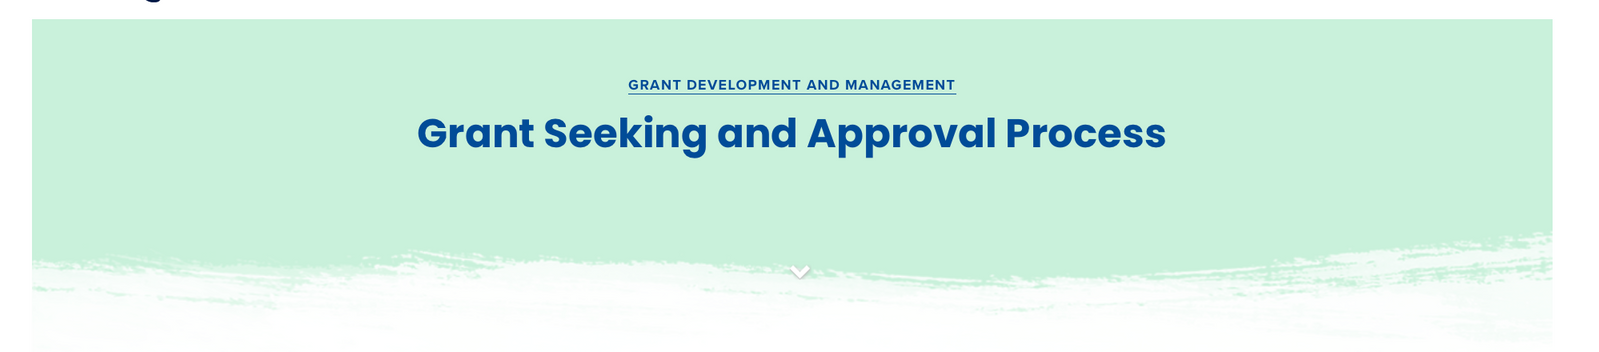 GRANT DEVELOPMENT AND MANAGEMENT
Grant Seeking and Approval Process